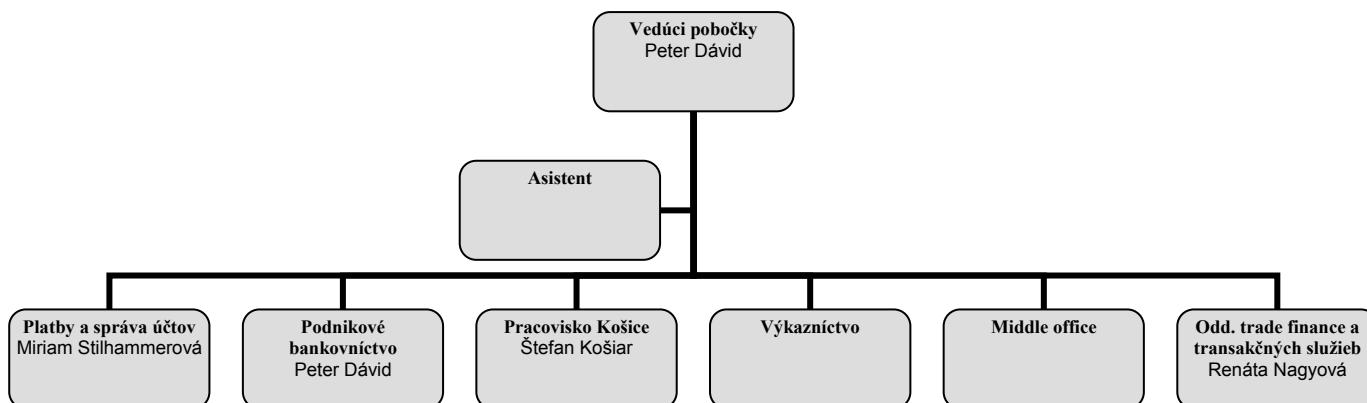 Vedúci pobočky
Peter Dávid
Asistent
Platby a správa účtov
Miriam Stilhammerová
Podnikové
bankovníctvo
Peter Dávid
Pracovisko Košice
Štefan Košiar
Výkazníctvo
Middle office
Odd. trade finance a
transakčných služieb
Renáta Nagyová